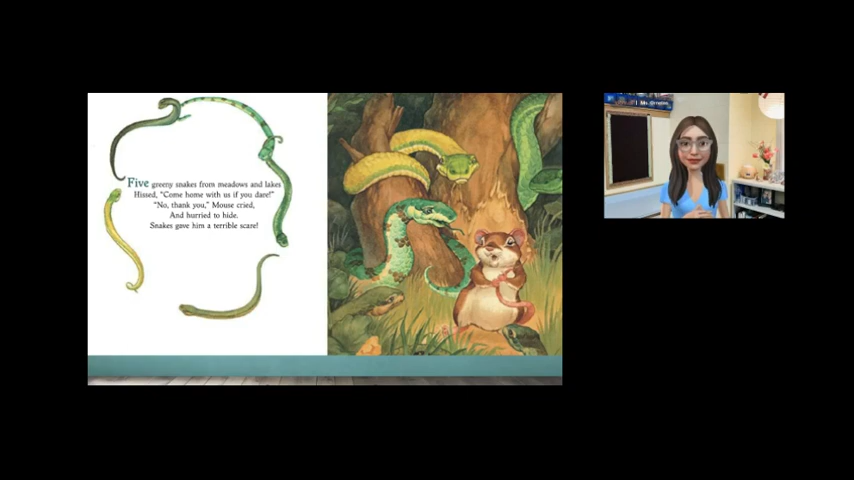 Five greeny snakes from meadows and lakes
Hissed, "Come home with us if you dare!"
"No, thank you," Mouse cried,
And hurried to hide.
Snakes gave him a terrible scare!